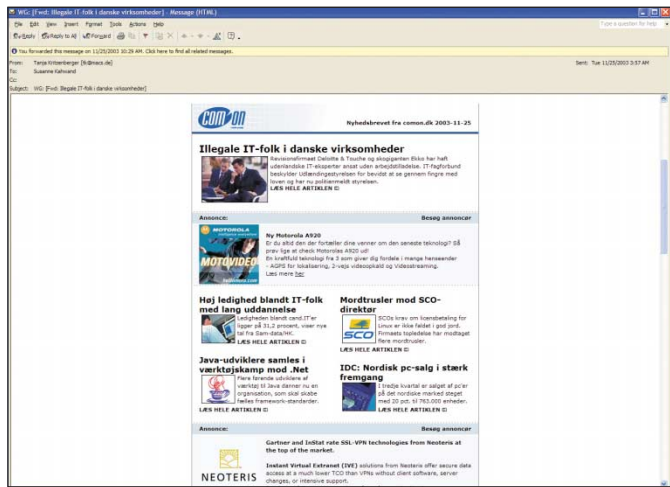 WG: [Fwd: Illegale IT-folk i danske virksomheder] - Message (HTML)
File Edit View Insert Format Tools Actions Help
Type a question for help
Reply Reply to All Forward
You forwarded this message on 11/25/2003 10:29 AM. Click here to find all related messages.
From: Tanja Kritzenberger [tk@nacs.de]
Sent: Tue 11/25/2003 3:57 AM
To: Susanne Kahwand
Cc:
Subject: WG: [Fwd: Illegale IT-folk i danske virksomheder]
COMON
Nyhedsbrevet fra comon.dk 2003-11-25
Illegale IT-folk i danske virksomheder
Revisionsfirmaet Deloitte & Touche og skogiganten Ekko har haft
udenlandske IT-eksperter ansat uden arbejdstilladelse. IT-fagforbund
beskylder Udlændingestyrelsen for bevidst at se gennem fingre med
loven og har nu politianmeldt styrelsen.
LÆS HELE ARTIKLEN
Annonce:
Besøg annoncør
MOTOROLA
MOTOVIDEO
Ny Motorola A920
Er du altid den der fortæller dine venner om den seneste teknologi? Så
prøv lige at check Motorolas A920 ud!
En kraftfuld teknologi fra 3 som giver dig fordele i mange henseender
- AGPS for lokalisering, 2-vejs videoopkald og Videostreaming.
Læs mere her
Høj ledighed blandt IT-folk
med lang uddannelse
Ledigheden blandt cand.IT'er
ligger på 31,2 procent, viser nye
tal fra Sam-data/HK.
LÆS HELE ARTIKLEN
Mordtrusler mod SCO-
direktør
SCO
SCOs krav om licensbetaling for
Linux er ikke faldet i god jord.
Firmaets topledelse har modtaget
flere mordtrusler.
LÆS HELE ARTIKLEN
Java-udviklere samles i
værktøjskamp mod .Net
Flere førende udviklere af
værktøj til Java danner nu en
organisation, som skal skabe
fælles framework-standarder.
LÆS HELE ARTIKLEN
IDC: Nordisk pc-salg i stærk
fremgang
I tredje kvartal er salget af pc'er
på det nordiske marked steget
med 20 pct. til 763.000 enheder.
LÆS HELE ARTIKLEN
Annonce:
Besøg annoncør
NEOTERIS
Gartner and InStat rate SSL-VPN technologies from Neoteris at
the top of the market.
Instant Virtual Extranet (IVE) solutions from Neoteris offer secure data
access at a much lower TCO than VPNs without client software, server
changes, or intensive support.